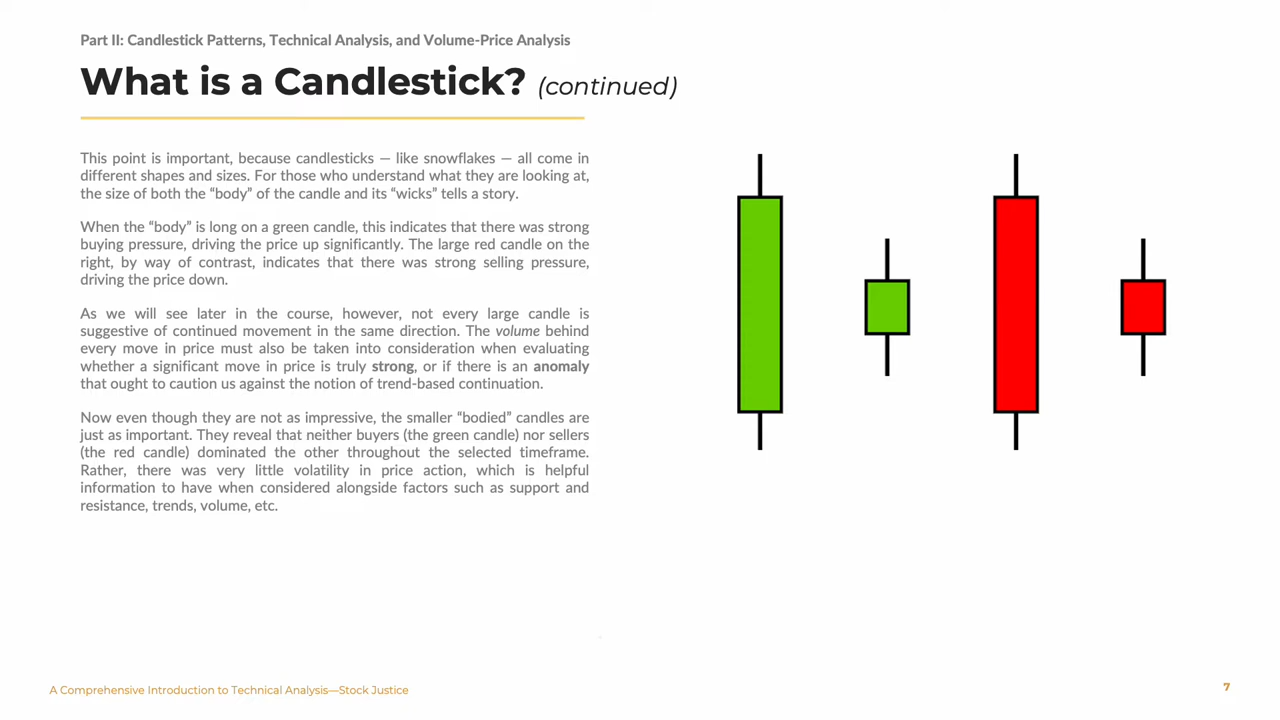 Part II: Candlestick Patterns, Technical Analysis, and Volume-Price Analysis
What is a Candlestick? (continued)
This point is important, because candlesticks — like snowflakes — all come in
different shapes and sizes. For those who understand what they are looking at,
the size of both the “body” of the candle and its “wicks” tells a story.
When the “body” is long on a green candle, this indicates that there was strong
buying pressure, driving the price up significantly. The large red candle on the
right, by way of contrast, indicates that there was strong selling pressure,
driving the price down.
As we will see later in the course, however, not every large candle is
suggestive of continued movement in the same direction. The volume behind
every move in price must also be taken into consideration when evaluating
whether a significant move in price is truly strong, or if there is an anomaly
that ought to caution us against the notion of trend-based continuation.
Now even though they are not as impressive, the smaller “bodied” candles are
just as important. They reveal that neither buyers (the green candle) nor sellers
(the red candle) dominated the other throughout the selected timeframe.
Rather, there was very little volatility in price action, which is helpful
information to have when considered alongside factors such as support and
resistance, trends, volume, etc.
A Comprehensive Introduction to Technical Analysis—Stock Justice
7